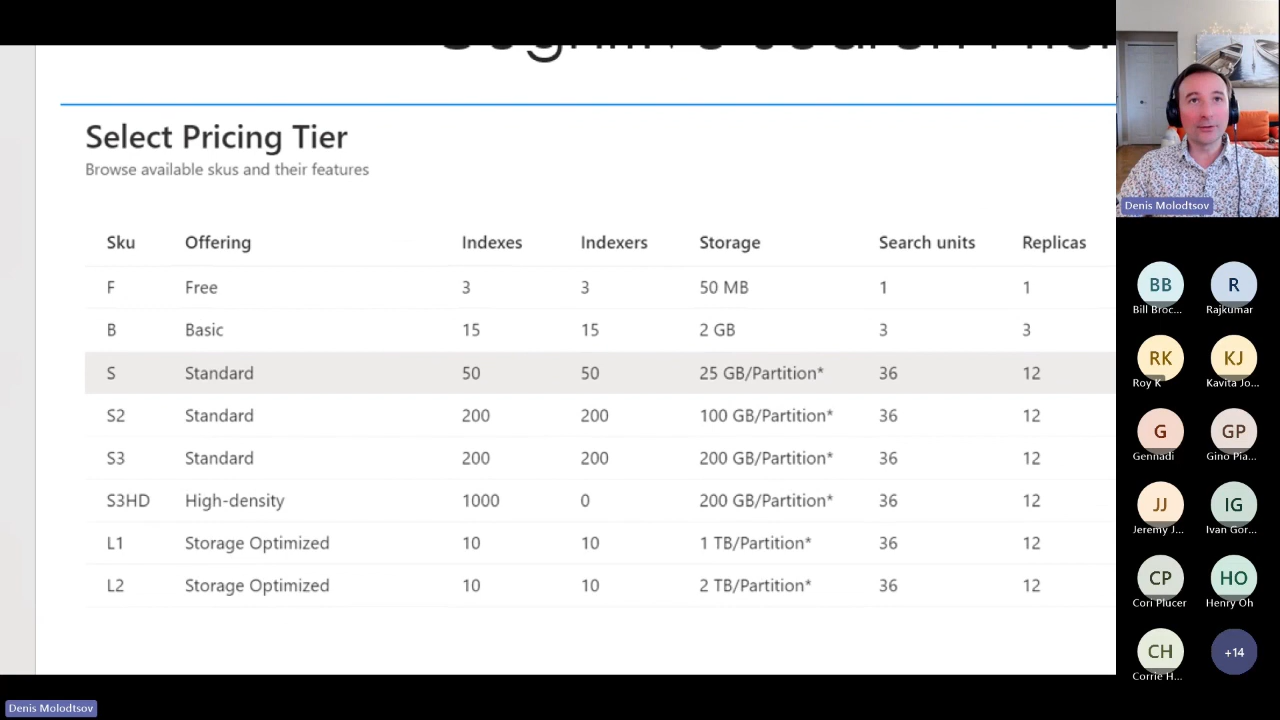 Select Pricing Tier
Browse available skus and their features
Sku Offering Indexes Indexers Storage Search units Replicas
F Free 3 3 50 MB 1 1
B Basic 15 15 2 GB 3 3
S Standard 50 50 25 GB/Partition* 36 12
S2 Standard 200 200 100 GB/Partition* 36 12
S3 Standard 200 200 200 GB/Partition* 36 12
S3HD High-density 1000 0 200 GB/Partition* 36 12
L1 Storage Optimized 10 10 1 TB/Partition* 36 12
L2 Storage Optimized 10 10 2 TB/Partition* 36 12
Denis Molodtsov
BB R
Bill Broc... Rajkumar
RK KJ
Roy K Kavita Jo...
G GP
Gennadi Gino Pia...
JJ IG
Jeremy J... Ivan Gor...
CP HO
Cori Plucer Henry Oh
CH +14
Corrie H...
Denis Molodtsov